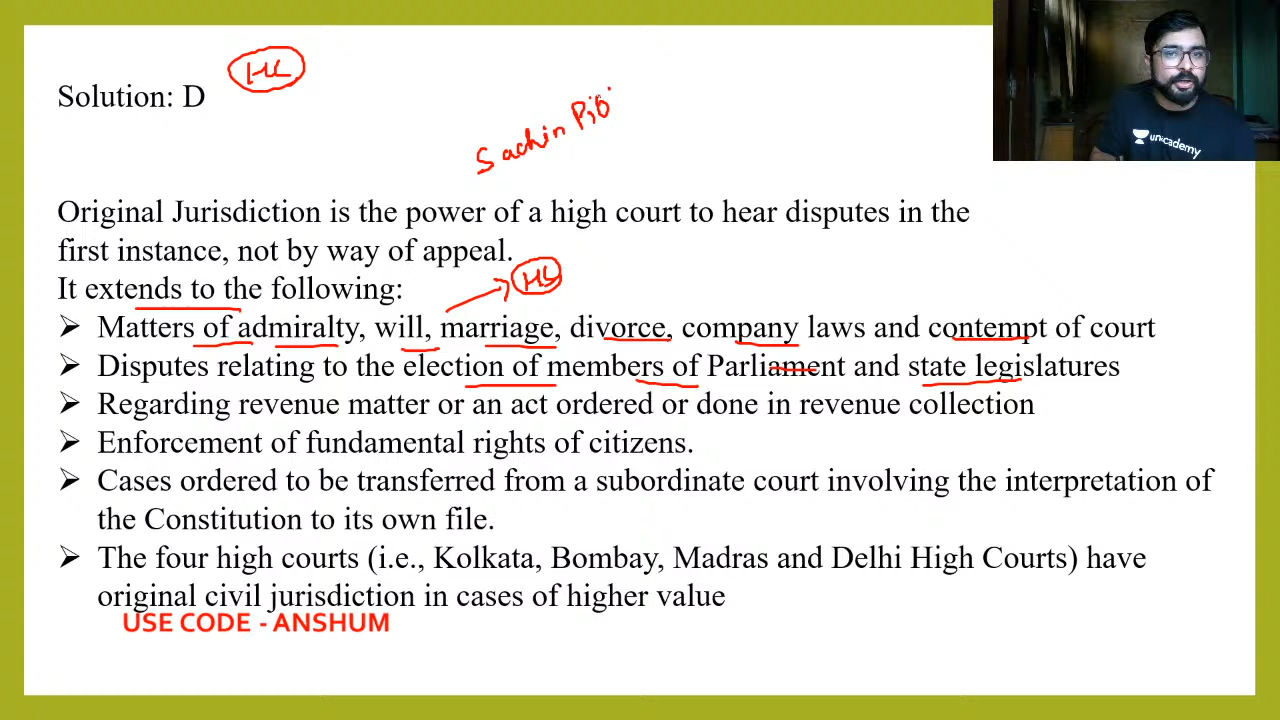 HC
Solution: D
Sachin
unacademy
Original Jurisdiction is the power of a high court to hear disputes in the
first instance, not by way of appeal.
It extends to the following:
➤ Matters of admiralty, will, marriage, divorce, company laws and contempt of court
➤ Disputes relating to the election of members of Parliament and state legislatures
➤ Regarding revenue matter or an act ordered or done in revenue collection
➤ Enforcement of fundamental rights of citizens.
➤ Cases ordered to be transferred from a subordinate court involving the interpretation of
the Constitution to its own file.
➤ The four high courts (i.e., Kolkata, Bombay, Madras and Delhi High Courts) have
original civil jurisdiction in cases of higher value
USE CODE - ANSHUM